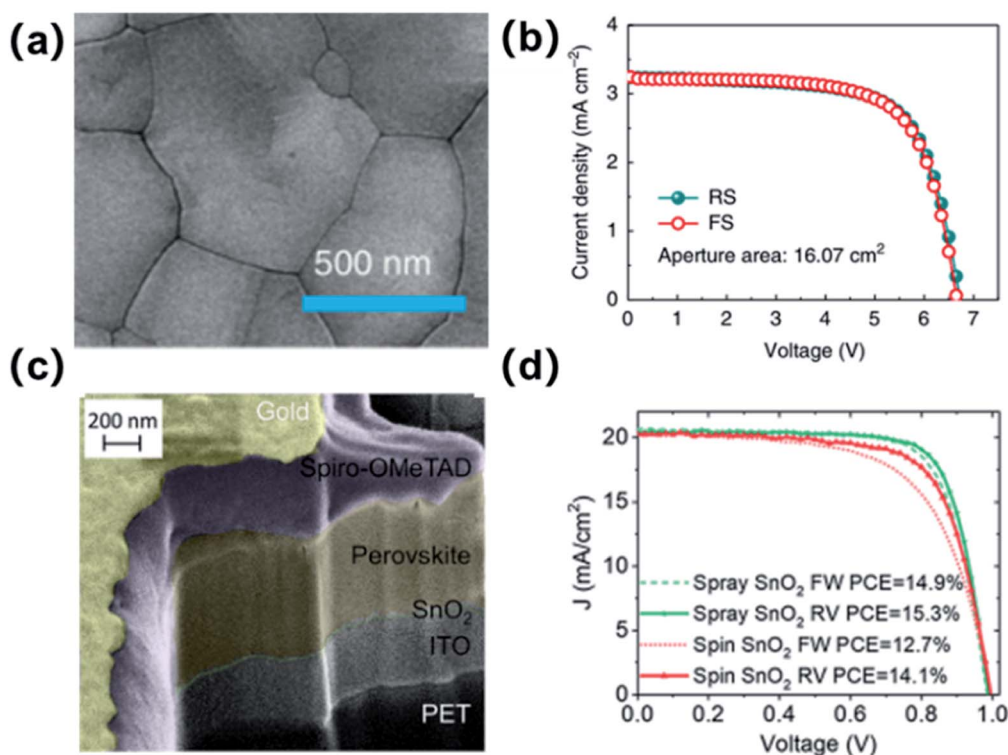 (a)
500 nm
(b)
Current density (mA cm⁻²)
4
3
2
1
0
RS
FS
Aperture area: 16.07 cm²
0 1 2 3 4 5 6 7
Voltage (V)
(c)
200 nm
Gold
Spiro-OMeTAD
Perovskite
SnO₂
ITO
PET
(d)
J (mA/cm²)
20
15
10
5
0
Spray SnO₂ FW PCE=14.9%
Spray SnO₂ RV PCE=15.3%
Spin SnO₂ FW PCE=12.7%
Spin SnO₂ RV PCE=14.1%
0.0 0.2 0.4 0.6 0.8 1.0
Voltage (V)